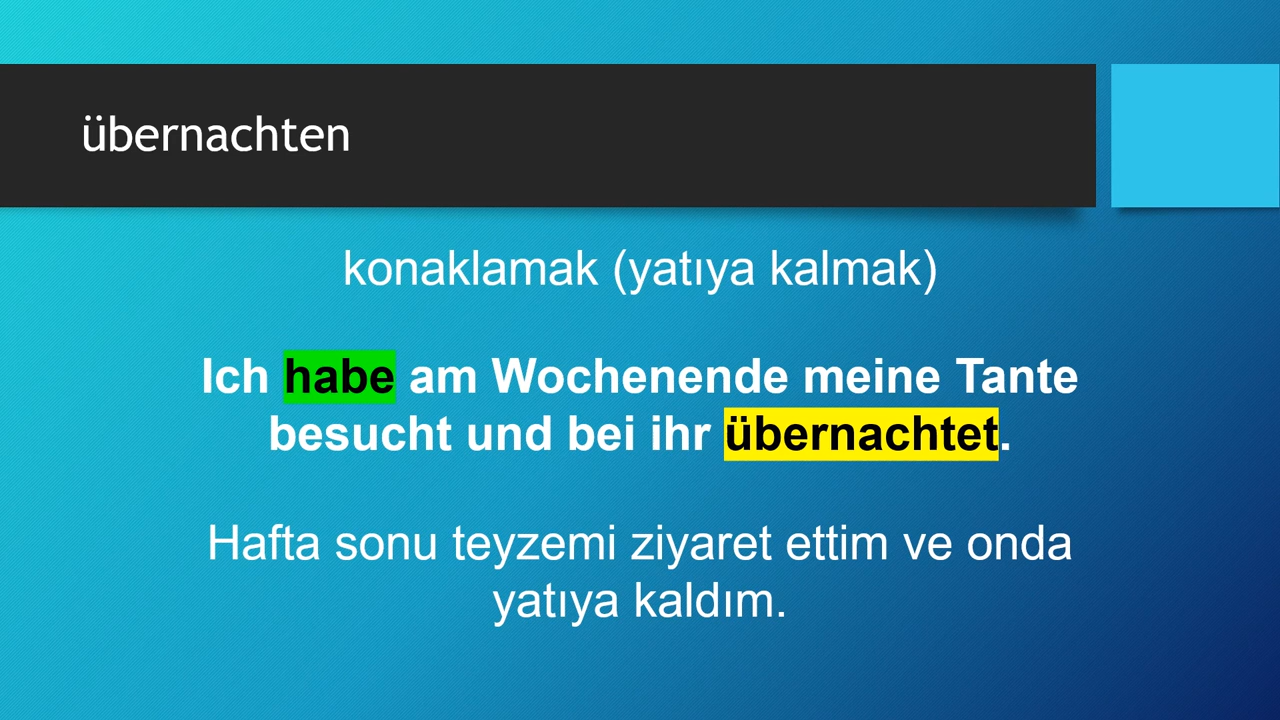 übernachten
konaklamak (yatıya kalmak)
Ich habe am Wochenende meine Tante
besucht und bei ihr übernachtet.
Hafta sonu teyzemi ziyaret ettim ve onda
yatıya kaldım.